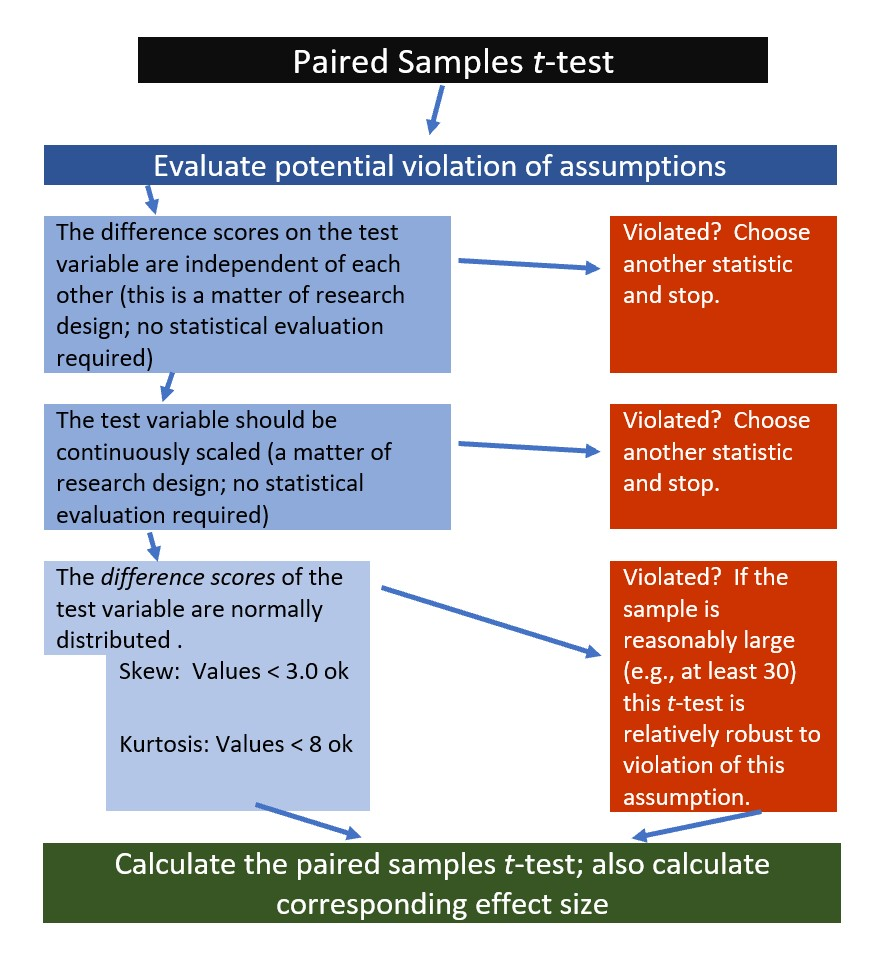 Paired Samples t-test
Evaluate potential violation of assumptions
The difference scores on the test
variable are independent of each
other (this is a matter of research
design; no statistical evaluation
required)
Violated?  Choose
another statistic
and stop.
The test variable should be
continuously scaled (a matter of
research design; no statistical
evaluation required)
Violated?  Choose
another statistic
and stop.
The difference scores of the
test variable are normally
distributed .
Skew:  Values < 3.0 ok
Kurtosis: Values < 8 ok
Violated?  If the
sample is
reasonably large
(e.g., at least 30)
this t-test is
relatively robust to
violation of this
assumption.
Calculate the paired samples t-test; also calculate
corresponding effect size